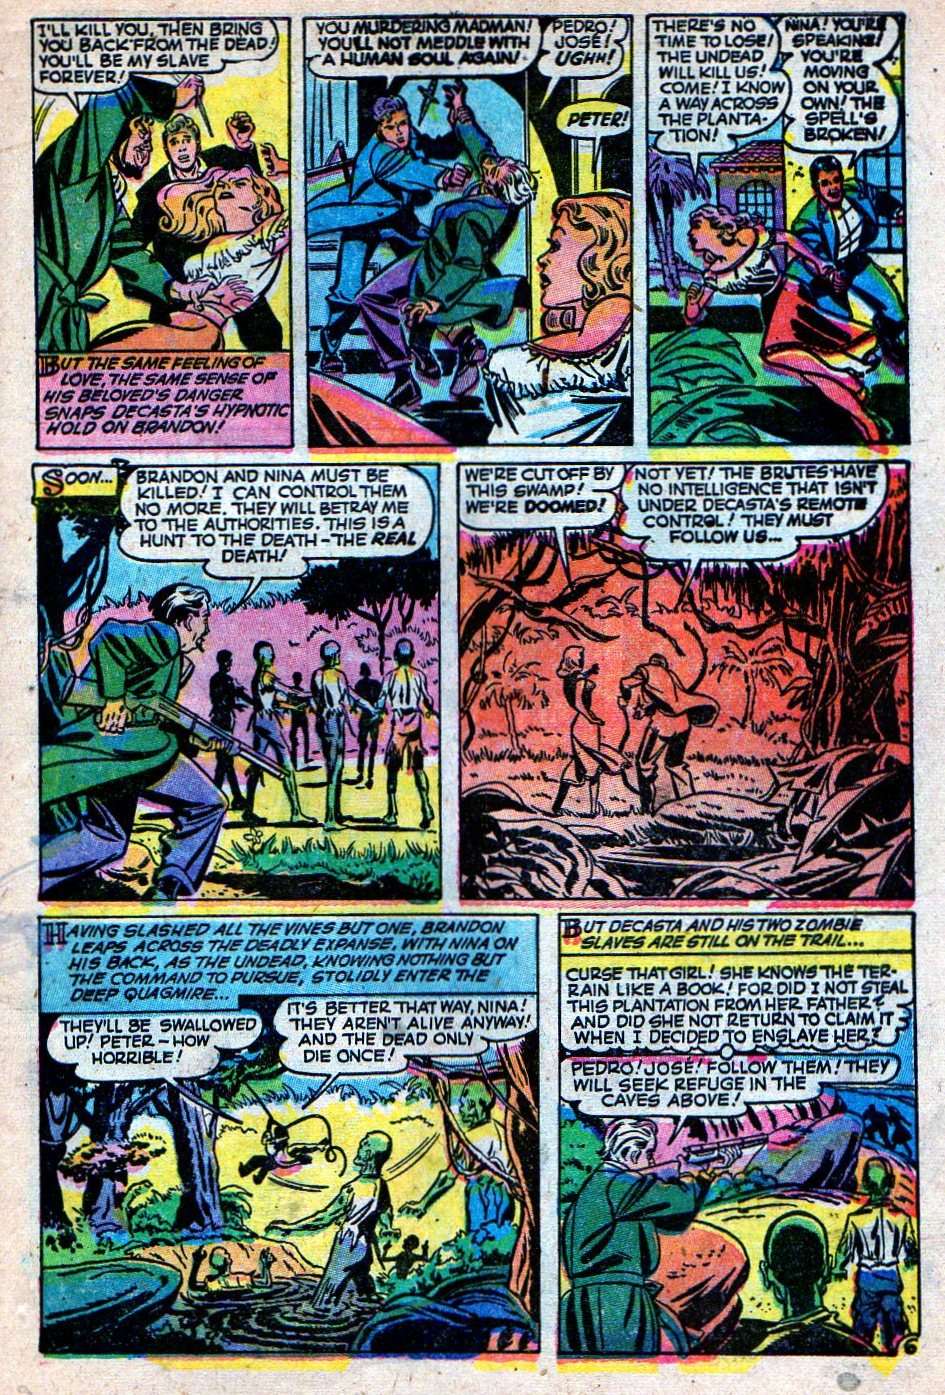 I'LL KILL YOU, THEN BRING
YOU BACK FROM THE DEAD!
YOU'LL BE MY SLAVE
FOREVER!
BUT THE SAME FEELING OF
LOVE, THE SAME SENSE OF
HIS BELOVED'S DANGER
SNAPS DECASTA'S HYPNOTIC
HOLD ON BRANDON!
YOU MURDERING MADMAN!
YOU'LL NOT MEDDLE WITH
A HUMAN SOUL AGAIN!
PEDRO!
JOSÉ!
UGHH!
PETER!
THERE'S NO
TIME TO LOSE!
THE UNDEAD
WILL KILL US!
COME! I KNOW
A WAY ACROSS
THE PLANTA-
TION!
NINA! YOU'RE
SPEAKING!
YOU'RE
MOVING
ON YOUR
OWN! THE
SPELL'S
BROKEN!
SOON...
BRANDON AND NINA MUST BE
KILLED! I CAN CONTROL THEM
NO MORE. THEY WILL BETRAY ME
TO THE AUTHORITIES. THIS IS A
HUNT TO THE DEATH - THE REAL
DEATH!
WE'RE CUT OFF BY
THIS SWAMP!
WE'RE DOOMED!
NOT YET! THE BRUTES HAVE
NO INTELLIGENCE THAT ISN'T
UNDER DECASTA'S REMOTE
CONTROL! THEY MUST
FOLLOW US...
HAVING SLASHED ALL THE VINES BUT ONE, BRANDON
LEAPS ACROSS THE DEADLY EXPANSE, WITH NINA ON
HIS BACK, AS THE UNDEAD, KNOWING NOTHING BUT
THE COMMAND TO PURSUE, STOLIDLY ENTER THE
DEEP QUAGMIRE...
THEY'LL BE SWALLOWED
UP! PETER - HOW
HORRIBLE!
IT'S BETTER THAT WAY, NINA!
THEY AREN'T ALIVE ANYWAY!
AND THE DEAD ONLY
DIE ONCE!
BUT DECASTA AND HIS TWO ZOMBIE
SLAVES ARE STILL ON THE TRAIL...
CURSE THAT GIRL! SHE KNOWS THE TER-
RAIN LIKE A BOOK! FOR DID I NOT STEAL
THIS PLANTATION FROM HER FATHER?
AND DID SHE NOT RETURN TO CLAIM IT
WHEN I DECIDED TO ENSLAVE HER?
PEDRO! JOSÉ! FOLLOW THEM! THEY
WILL SEEK REFUGE IN THE
CAVES ABOVE!
6